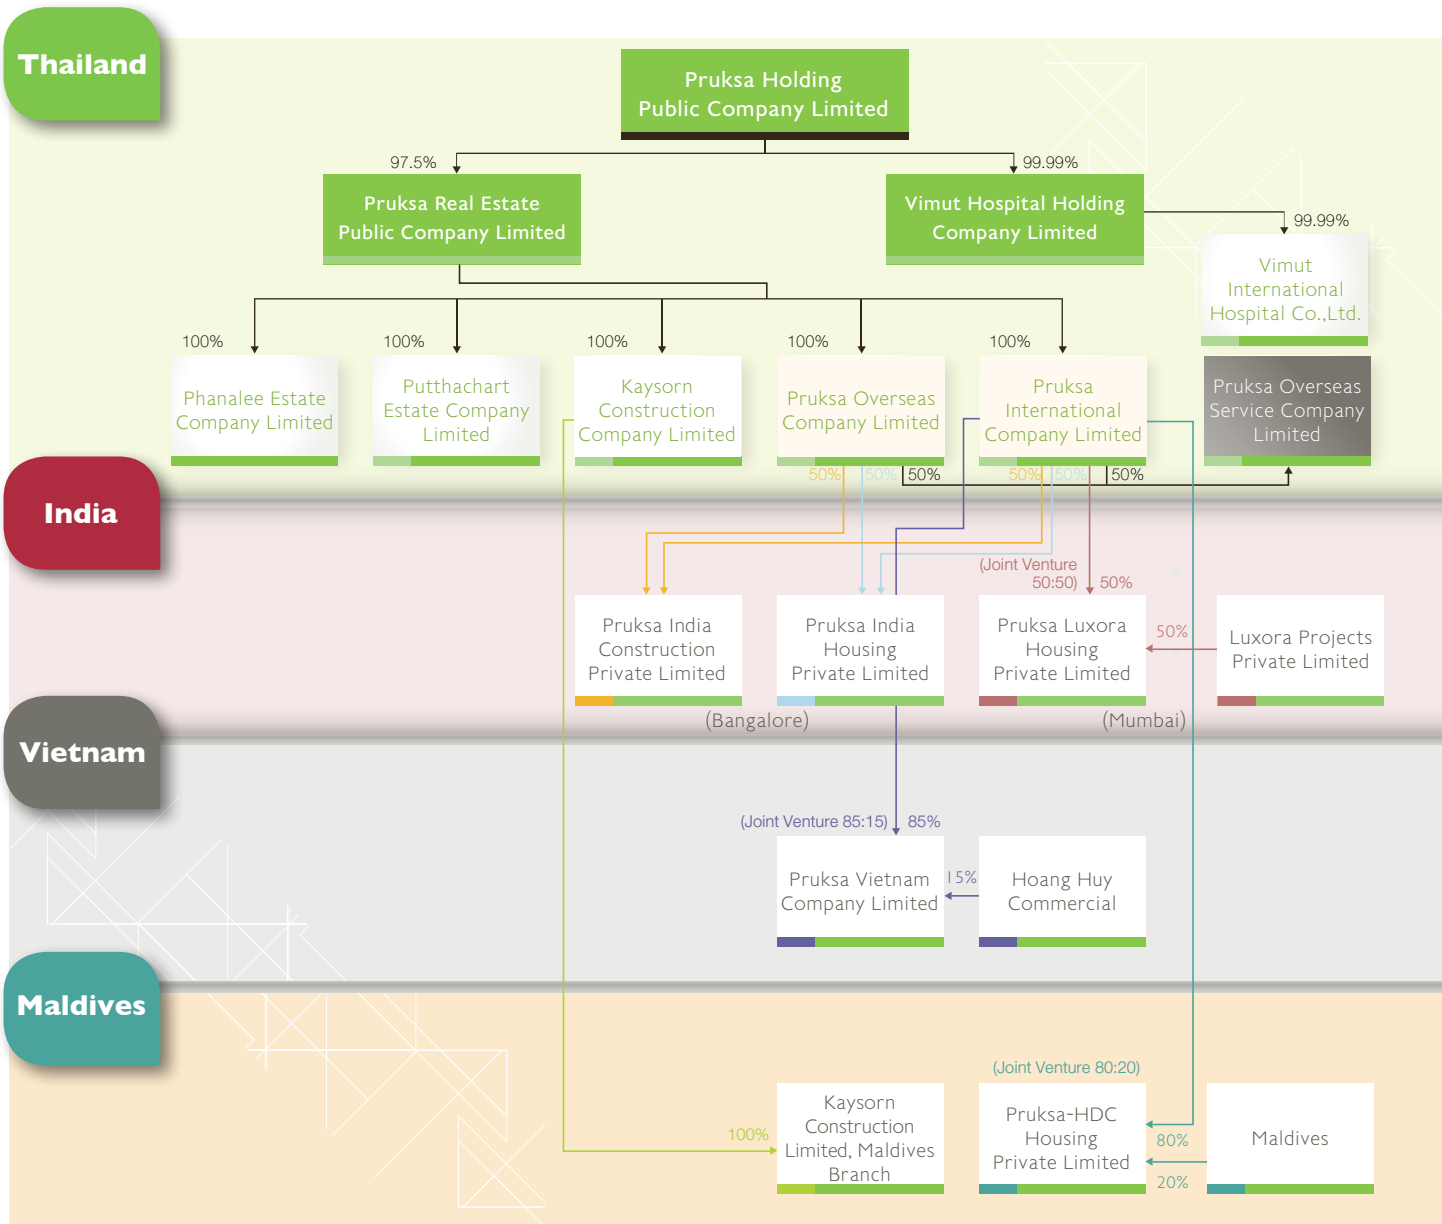 Thailand
Pruksa Holding
Public Company Limited
97.5%
99.99%
Pruksa Real Estate
Public Company Limited
Vimut Hospital Holding
Company Limited
99.99%
Vimut
International
Hospital Co.,Ltd.
100%
100%
100%
100%
100%
Phanalee Estate
Company Limited
Putthachart
Estate Company
Limited
Kaysorn
Construction
Company Limited
Pruksa Overseas
Company Limited
Pruksa
International
Company Limited
Pruksa Overseas
Service Company
Limited
50%
50%
50%
50%
50%
50%
India
(Joint Venture
50:50)
50%
Pruksa India
Construction
Private Limited
Pruksa India
Housing
Private Limited
Pruksa Luxora
Housing
Private Limited
50%
Luxora Projects
Private Limited
(Bangalore)
(Mumbai)
Vietnam
(Joint Venture 85:15)
85%
Pruksa Vietnam
Company Limited
15%
Hoang Huy
Commercial
Maldives
(Joint Venture 80:20)
100%
Kaysorn
Construction
Limited, Maldives
Branch
Pruksa-HDC
Housing
Private Limited
80%
20%
Maldives